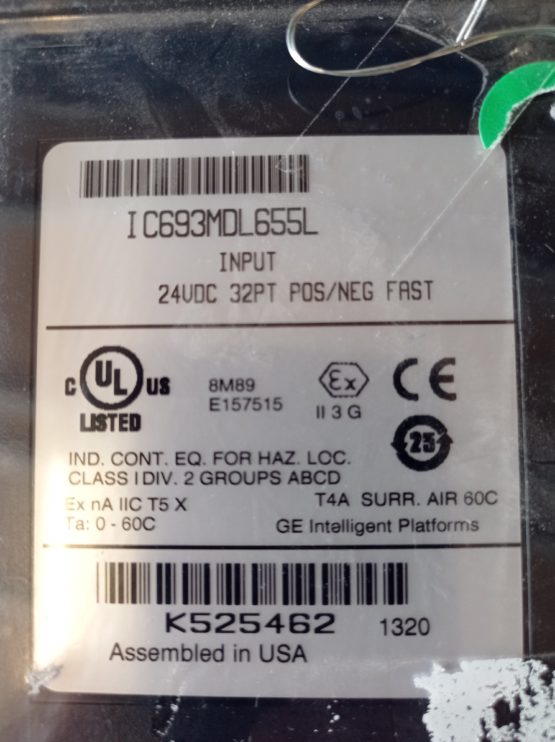 IC693MDL655L
INPUT
24VDC 32PT POS/NEG FAST
C UL US
LISTED
8M89
E157515
Ex
II 3 G
CE
25
IND. CONT. EQ. FOR HAZ. LOC.
CLASS I DIV. 2 GROUPS ABCD
Ex nA IIC T5 X
T4A SURR. AIR 60C
Ta: 0 - 60C
GE Intelligent Platforms
K525462 1320
Assembled in USA